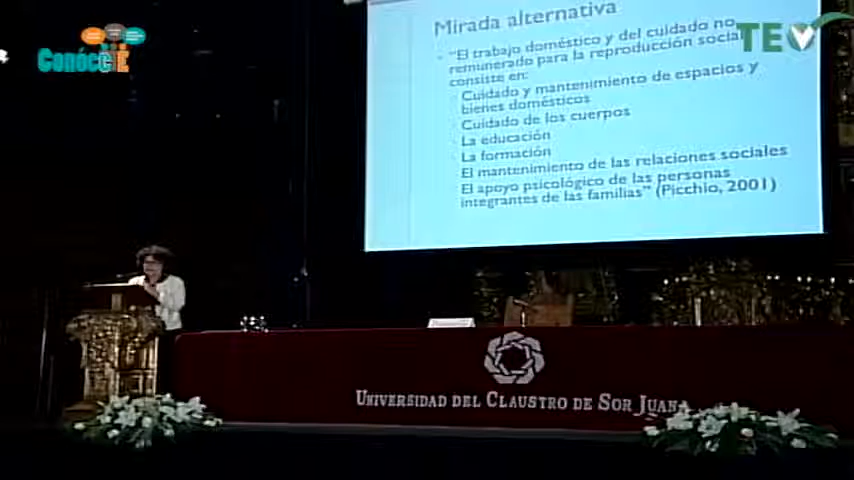 Mirada alternativa
TEV
ConóccTE
"El trabajo doméstico y del cuidado no
remunerado para la reproducción social
consiste en:
Cuidado y mantenimiento de espacios y
bienes domésticos
Cuidado de los cuerpos
La educación
La formación
El mantenimiento de las relaciones sociales
El apoyo psicológico de las personas
integrantes de las familias" (Picchio, 2001)
UNIVERSIDAD DEL CLAUSTRO DE SOR JUANA